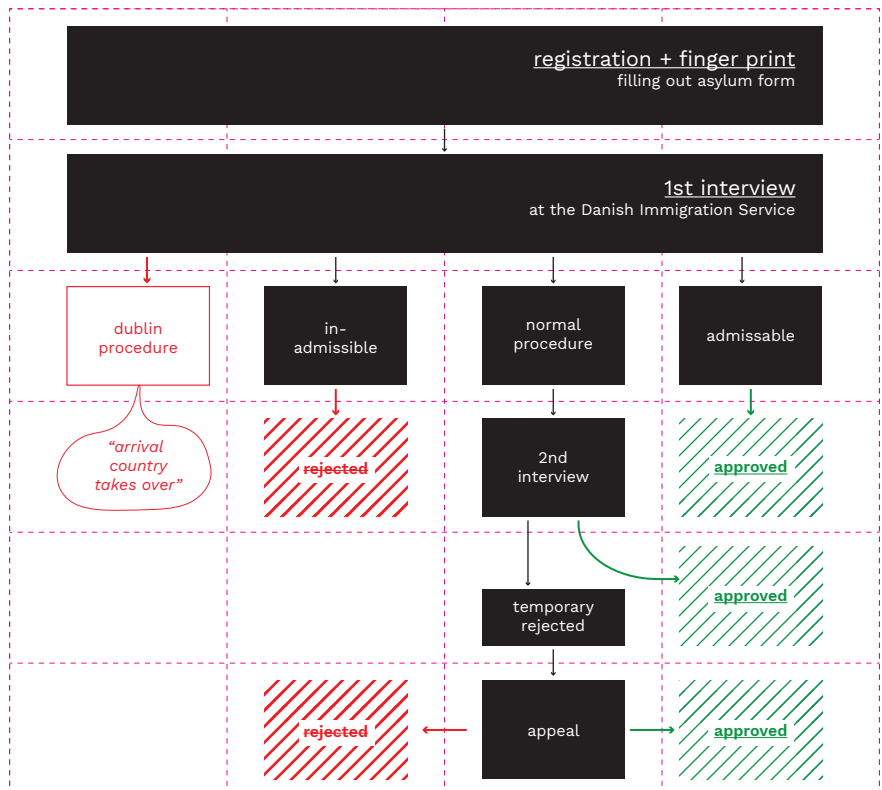 registration + finger print
filling out asylum form
1st interview
at the Danish Immigration Service
dublin
procedure
in-
admissible
normal
procedure
admissable
"arrival
country
takes over"
rejected
2nd
interview
approved
approved
temporary
rejected
rejected
appeal
approved